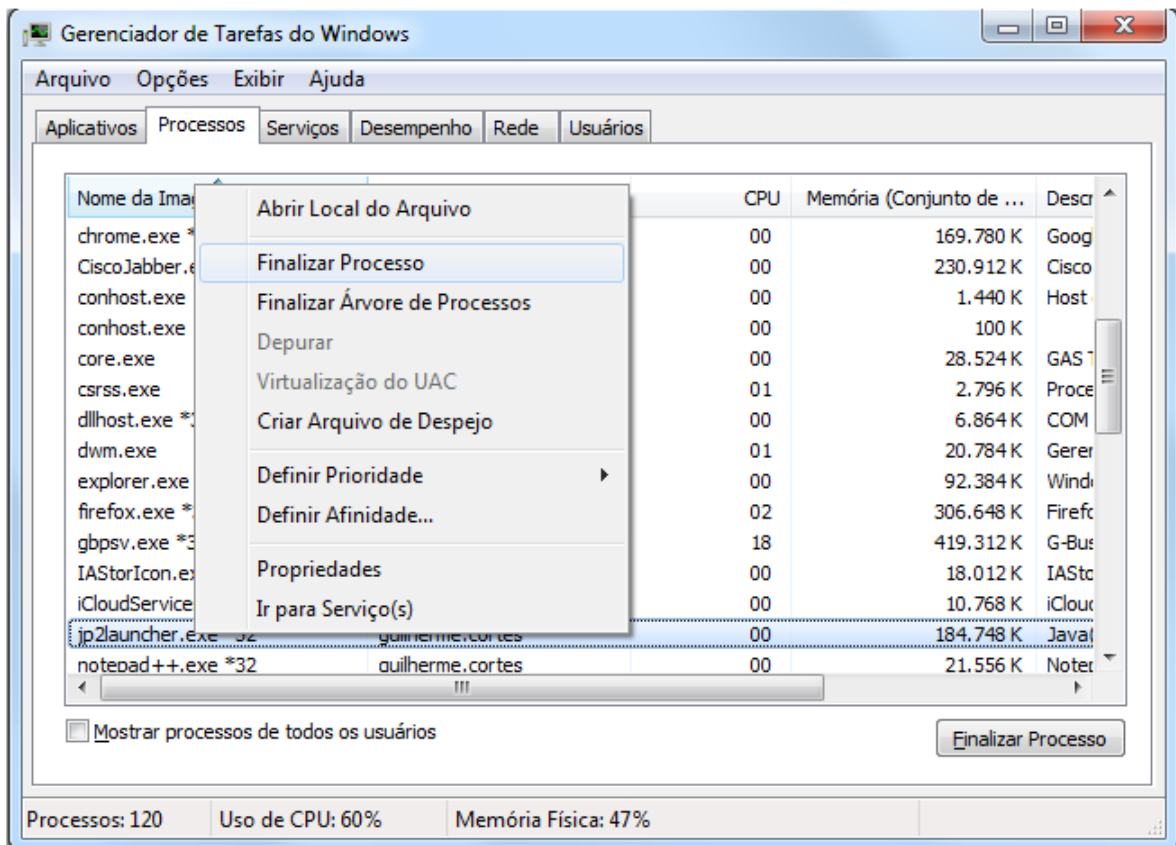 Gerenciador de Tarefas do Windows
Arquivo Opções Exibir Ajuda
Aplicativos Processos Serviços Desempenho Rede Usuários
Nome da Imag CPU Memória (Conjunto de ... Descr
chrome.exe * 00 169.780 K Goog
CiscoJabber.e 00 230.912 K Cisco
conhost.exe 00 1.440 K Host
conhost.exe 00 100 K
core.exe 00 28.524 K GAS T
csrss.exe 01 2.796 K Proce
dllhost.exe *3 00 6.864 K COM
dwm.exe 01 20.784 K Geren
explorer.exe 00 92.384 K Windo
firefox.exe * 02 306.648 K Firefo
gbpsv.exe *3 18 419.312 K G-Bus
IAStorIcon.ex 00 18.012 K IASto
iCloudService 00 10.768 K iCloud
jp2launcher.exe *32 guilherme.cortes 00 184.748 K Java(
notepad++.exe *32 guilherme.cortes 00 21.556 K Notep
Abrir Local do Arquivo
Finalizar Processo
Finalizar Árvore de Processos
Depurar
Virtualização do UAC
Criar Arquivo de Despejo
Definir Prioridade
Definir Afinidade...
Propriedades
Ir para Serviço(s)
Mostrar processos de todos os usuários
Finalizar Processo
Processos: 120 Uso de CPU: 60% Memória Física: 47%